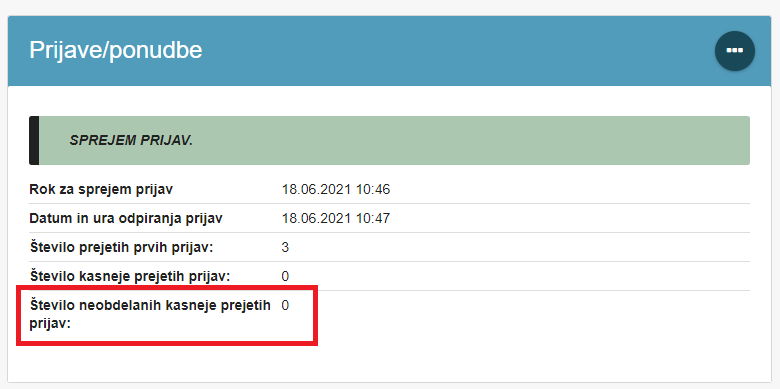 Prijave/ponudbe
SPREJEM PRIJAV.
Rok za sprejem prijav 18.06.2021 10:46
Datum in ura odpiranja prijav 18.06.2021 10:47
Število prejetih prvih prijav: 3
Število kasneje prejetih prijav: 0
Število neobdelanih kasneje prejetih 0
prijav: